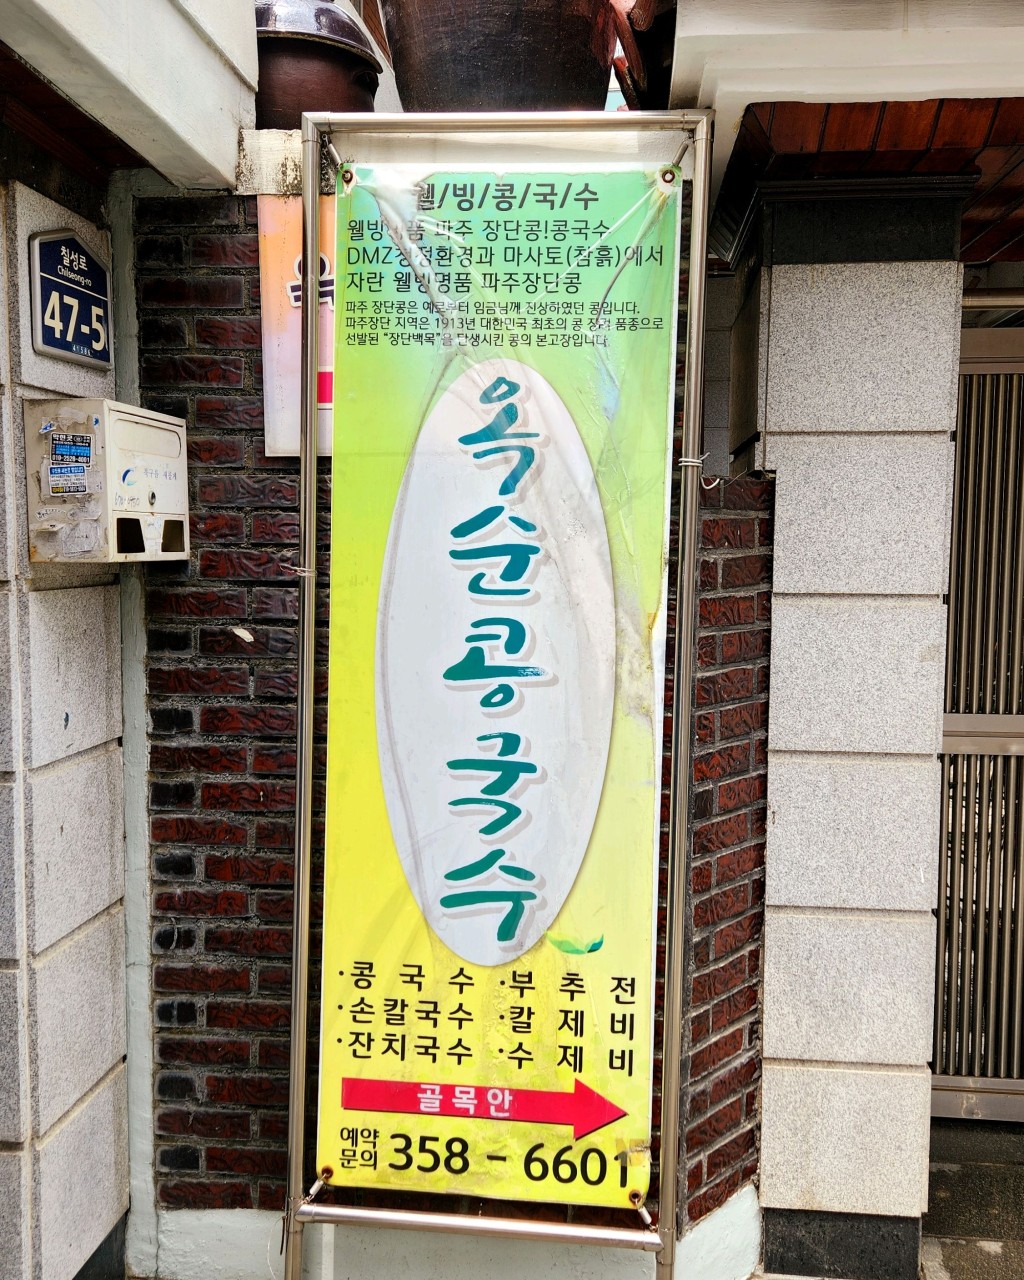 웰/빙/콩/국/수
웰빙 품 파주 장단콩!콩국수
DMZ청정환경과 마사토(참흙)에서
자란 웰빙명품 파주장단콩
파주 장단콩은 예로부터 임금님께 진상하였던 콩입니다.
파주장단 지역은 1913년 대한민국 최초의 콩 장려 품종으로
선발된 "장단백목"을 탄생시킨 콩의 본고장입니다.
옥순콩국수
·콩국수 ·부추전
·손칼국수 ·칼제비
·잔치국수 ·수제비
골목안
예약
문의 358-6601
칠성로
Chilseong-ro
47-5
옥